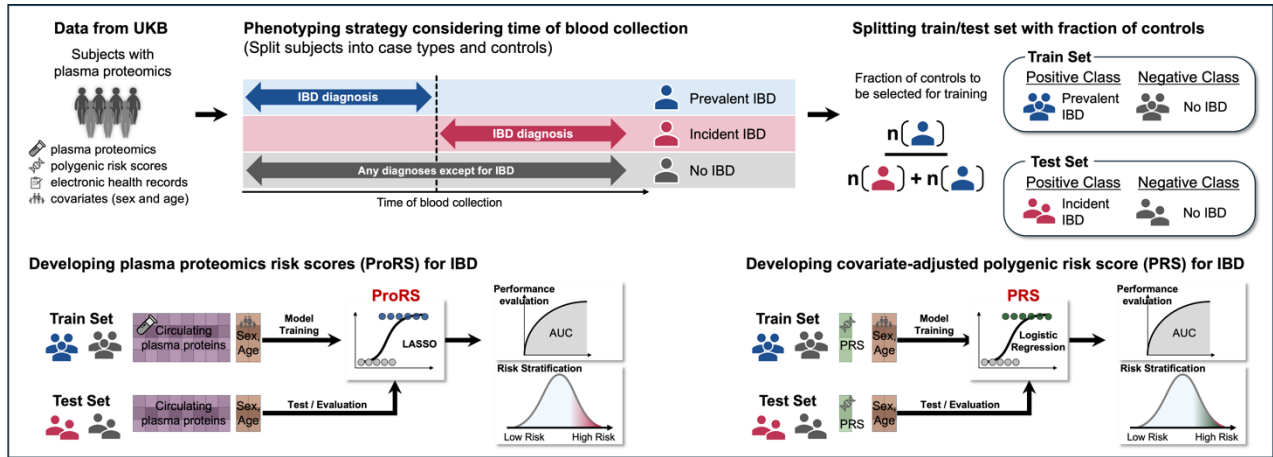 Data from UKB
Subjects with
plasma proteomics
plasma proteomics
polygenic risk scores
electronic health records
covariates (sex and age)
Phenotyping strategy considering time of blood collection
(Split subjects into case types and controls)
IBD diagnosis
Prevalent IBD
IBD diagnosis
Incident IBD
Any diagnoses except for IBD
No IBD
Time of blood collection
Splitting train/test set with fraction of controls
Fraction of controls to
be selected for training
n( )
n( ) + n( )
Train Set
Positive Class Negative Class
Prevalent
IBD
No IBD
Test Set
Positive Class Negative Class
Incident
IBD
No IBD
Developing plasma proteomics risk scores (ProRS) for IBD
Train Set
Circulating
plasma proteins
Sex,
Age
Model
Training
ProRS
LASSO
Performance
evaluation
AUC
Test Set
Circulating
plasma proteins
Sex,
Age
Test / Evaluation
Risk Stratification
Low Risk High Risk
Developing covariate-adjusted polygenic risk score (PRS) for IBD
Train Set
PRS
Sex,
Age
Model
Training
PRS
Logistic
Regression
Performance
evaluation
AUC
Test Set
PRS
Sex,
Age
Test / Evaluation
Risk Stratification
Low Risk High Risk